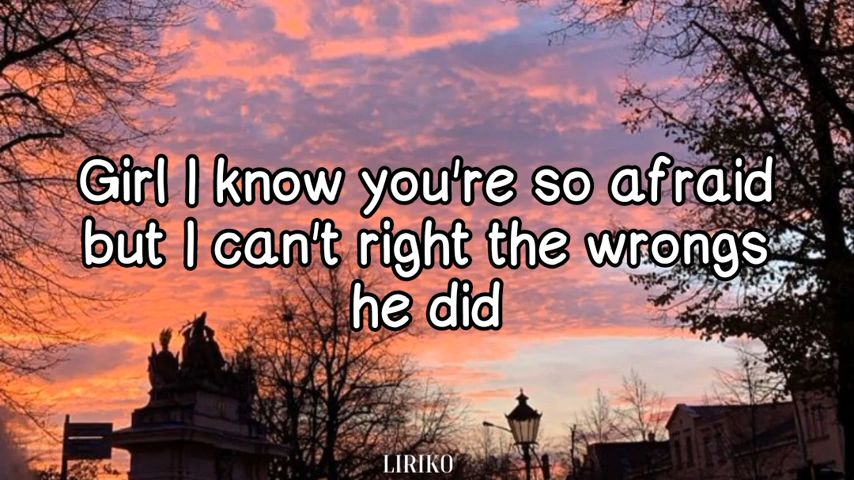 Girl I know you're so afraid
but I can't right the wrongs
he did
LIRIKO